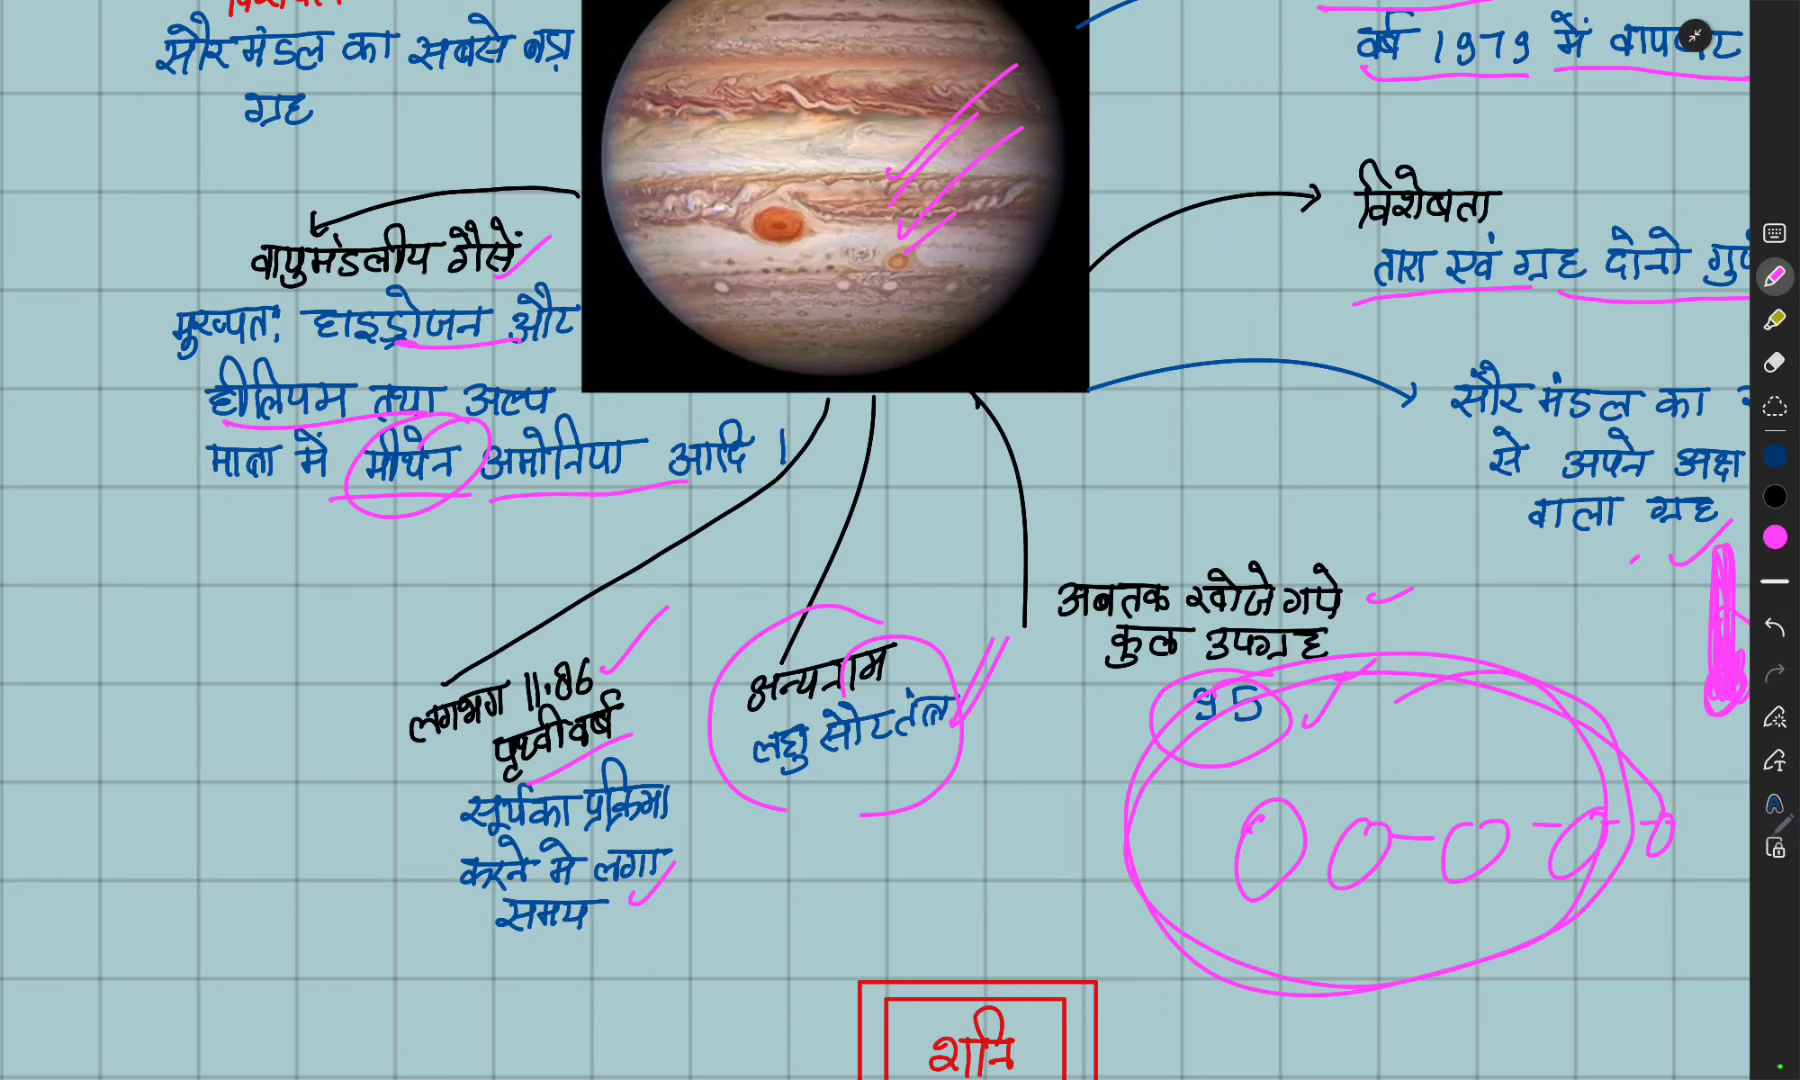 सौरमंडल का सबसे बड़ा
ग्रह
वायुमंडलीय गैसें
मुख्यतः हाइड्रोजन और
हीलियम तथा अल्प
मात्रा में मीथेन अमोनिया आदि ।
लगभग 11.86
पृथ्वी वर्ष
सूर्य का प्रक्रिमा
करने मे लगा
समय
अन्यनाम
लघु सौरतंत्र
अबतक खोजे गये
कुल उपग्रह
95
वर्ष 1979 में
विशेषता
तारा एवं ग्रह दोनो
सौर मंडल का
से अपने अक्ष
वाला ग्रह
शनि